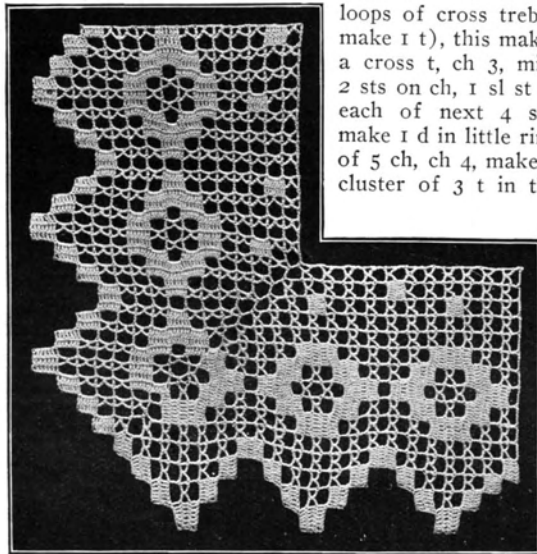 loops of cross treb
make 1 t), this mak
a cross t, ch 3, mi
2 sts on ch, 1 sl st
each of next 4 s
make 1 d in little ri
of 5 ch, ch 4, make
cluster of 3 t in t